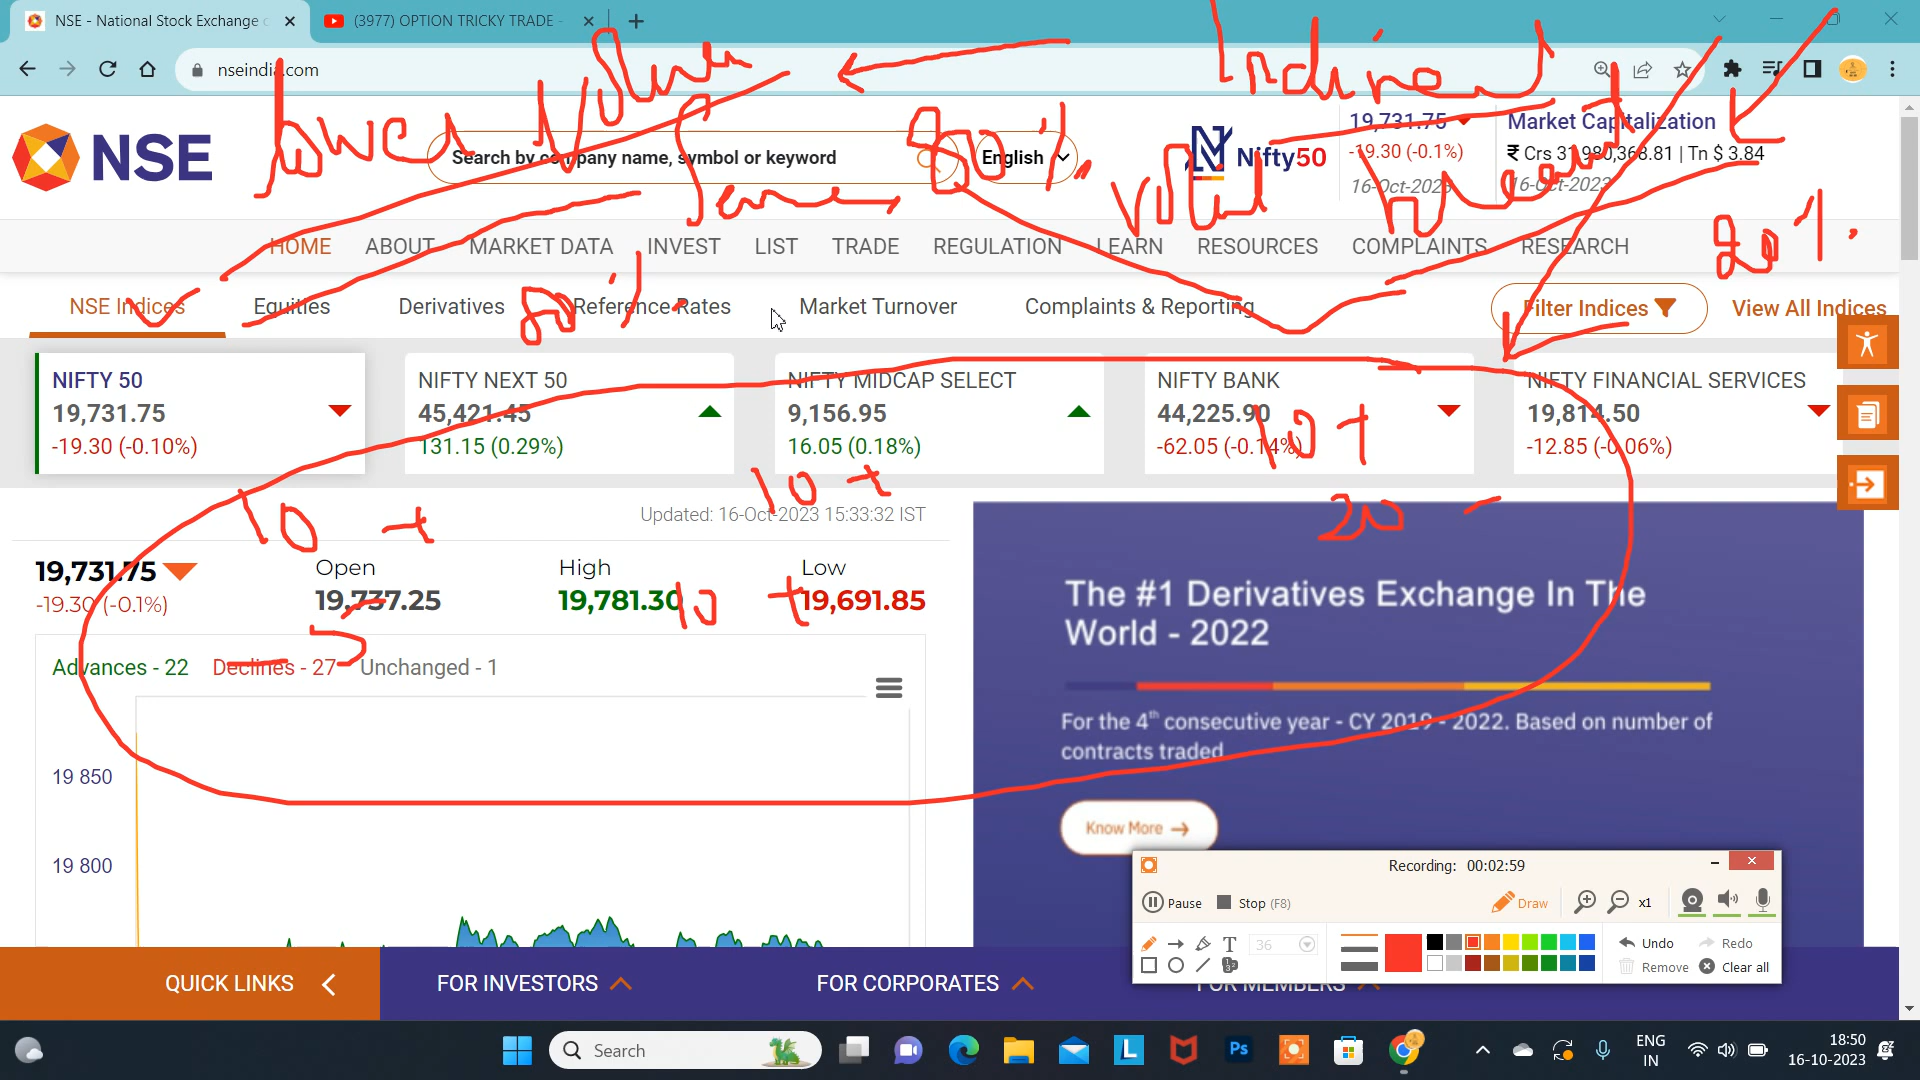 NSE - National Stock Exchange o
(3977) OPTION TRICKY TRADE -
nseindia.com
NSE
Search by company name, symbol or keyword
English
Nifty50
19,731.75
-19.30 (-0.1%)
16-Oct-2023
Market Capitalization
₹ Crs 31,980,368.81 | Tn $ 3.84
16-Oct-2023
80%
20%
HOME ABOUT MARKET DATA INVEST LIST TRADE REGULATION LEARN RESOURCES COMPLAINTS RESEARCH
NSE Indices Equities Derivatives Reference Rates Market Turnover Complaints & Reporting Filter Indices View All Indices
NIFTY 50
19,731.75
-19.30 (-0.10%)
NIFTY NEXT 50
45,421.45
131.15 (0.29%)
NIFTY MIDCAP SELECT
9,156.95
16.05 (0.18%)
NIFTY BANK
44,225.90
-62.05 (-0.14%)
NIFTY FINANCIAL SERVICES
19,814.50
-12.85 (-0.06%)
10 +
10 +
10 +
20 -
10 +
- 5
Updated: 16-Oct-2023 15:33:32 IST
19,731.75
-19.30 (-0.1%)
Open
19,737.25
High
19,781.30
Low
19,691.85
Advances - 22 Declines - 27 Unchanged - 1
19 850
19 800
The #1 Derivatives Exchange In The
World - 2022
For the 4th consecutive year - CY 2019 - 2022. Based on number of
contracts traded
Know More
Recording: 00:02:59
Pause Stop (F8) Draw x1
T 36 Undo Redo
Remove Clear all
QUICK LINKS FOR INVESTORS FOR CORPORATES FOR MEMBERS
Search
ENG
IN
18:50
16-10-2023